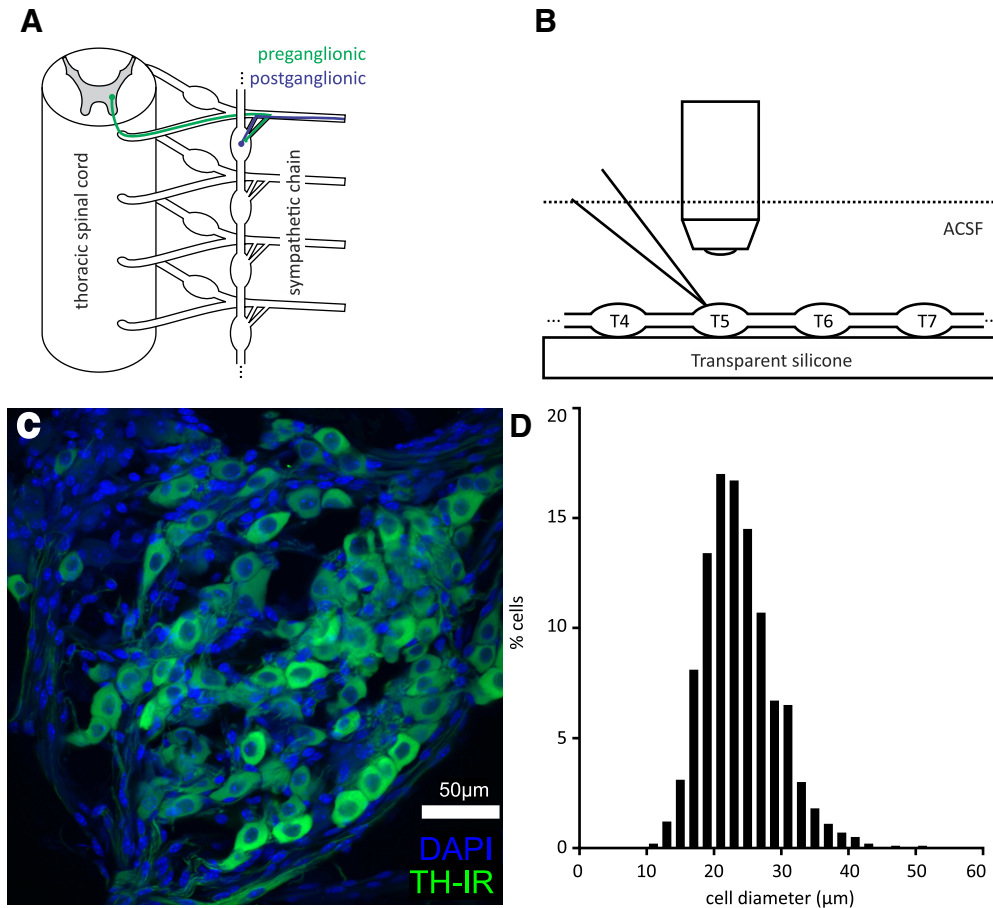 A
preganglionic
postganglionic
thoracic spinal cord
sympathetic chain
B
ACSF
... T4 T5 T6 T7 ...
Transparent silicone
C
50µm
DAPI
TH-IR
D
20
15
10
5
0
% cells
0 10 20 30 40 50 60
cell diameter (µm)